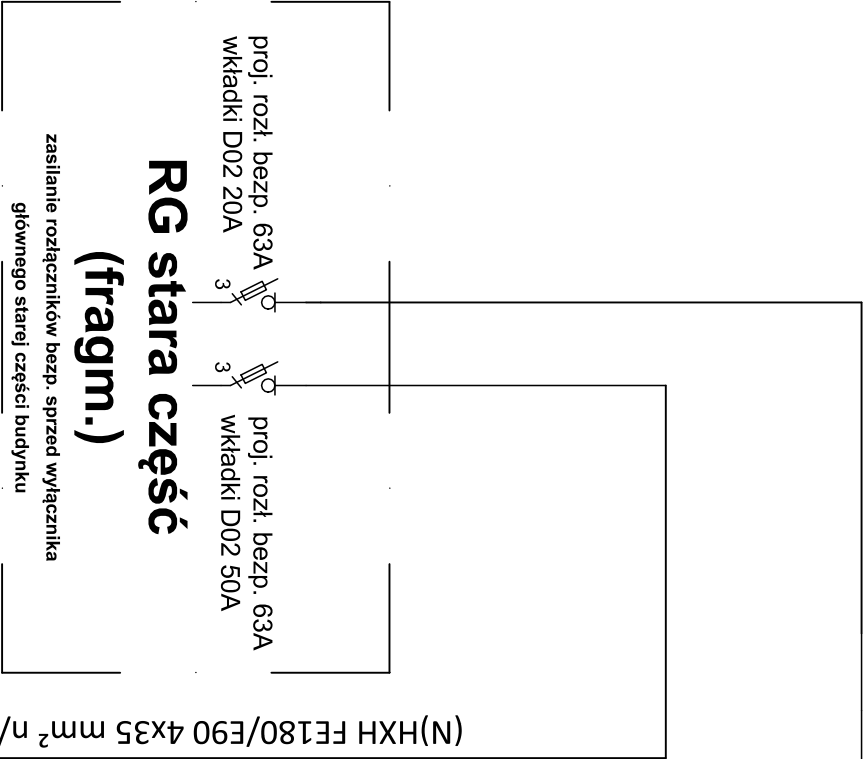 proj. rozł. bezp. 63A
wkładki D02 20A
3
3
proj. rozł. bezp. 63A
wkładki D02 50A
RG stara część
(fragm.)
zasilanie rozłączników bezp. sprzed wyłącznika
głównego starej części budynku
(N)HXH FE180/E90 4x35 mm² n/